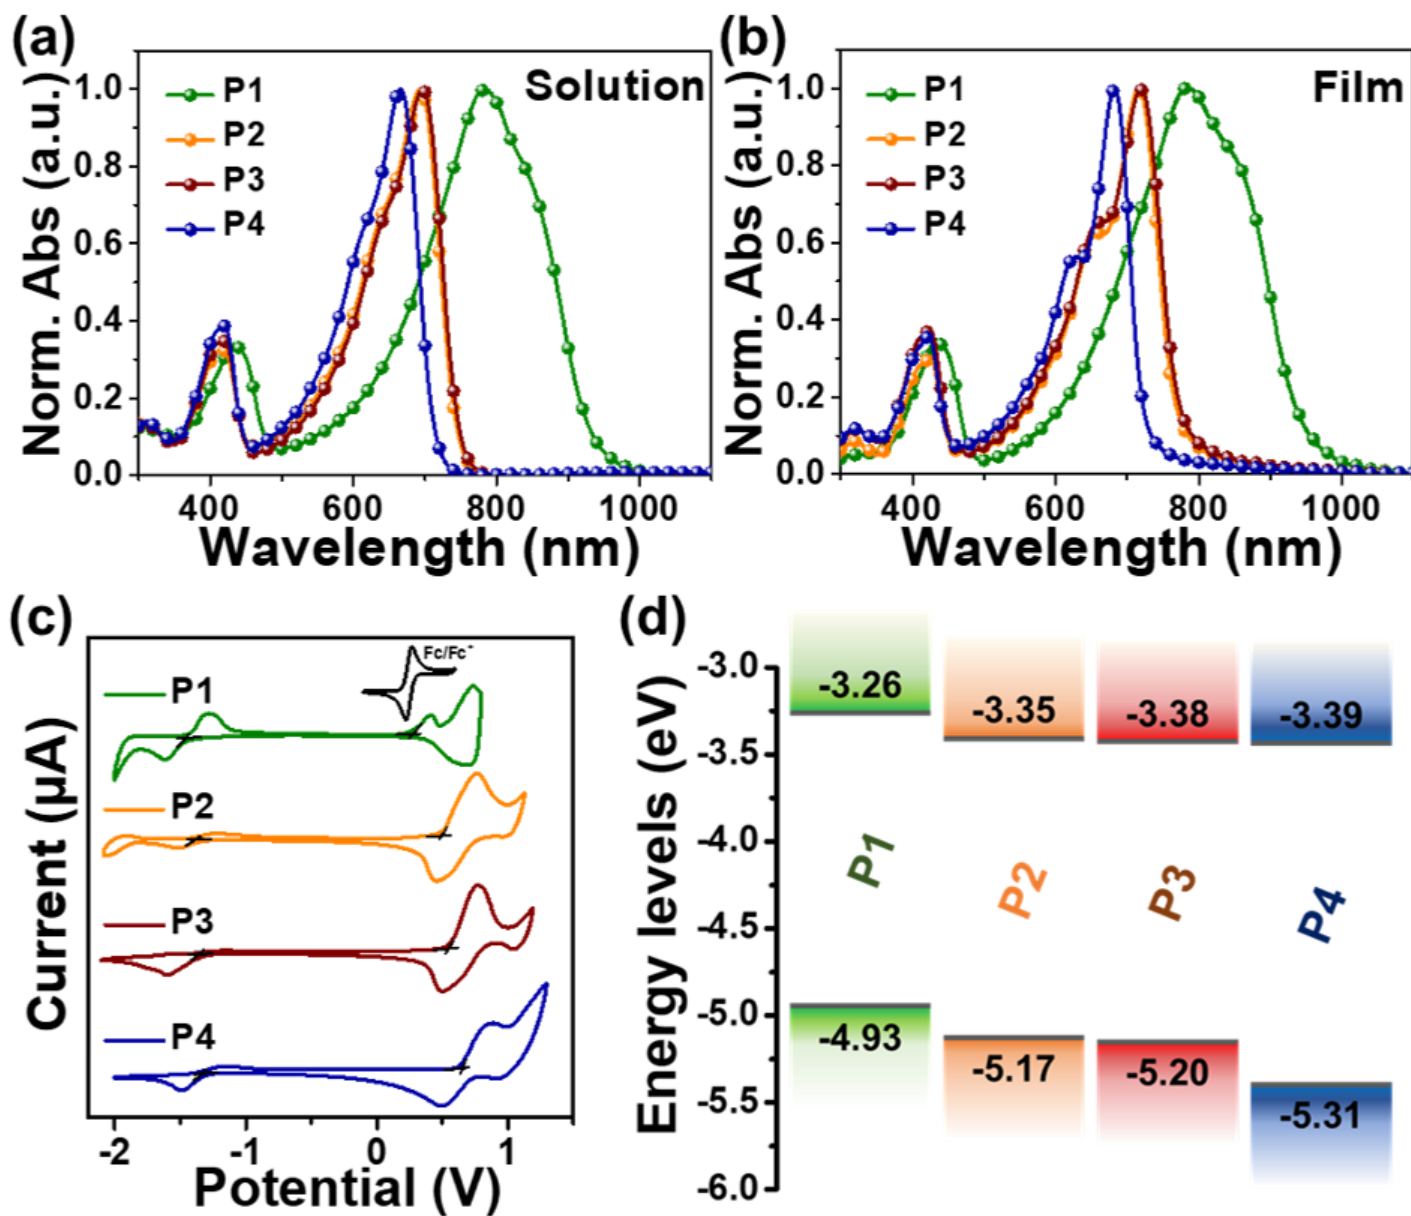 (a)
Solution
P1
P2
P3
P4
Norm. Abs (a.u.)
1.0
0.8
0.6
0.4
0.2
0.0
400 600 800 1000
Wavelength (nm)
(b)
Film
P1
P2
P3
P4
Norm. Abs (a.u.)
1.0
0.8
0.6
0.4
0.2
0.0
400 600 800 1000
Wavelength (nm)
(c)
Fc/Fc+
P1
P2
P3
P4
Current (µA)
-2 -1 0 1
Potential (V)
(d)
Energy levels (eV)
-3.0
-3.5
-4.0
-4.5
-5.0
-5.5
-6.0
-3.26 -3.35 -3.38 -3.39
P1 P2 P3 P4
-4.93 -5.17 -5.20 -5.31